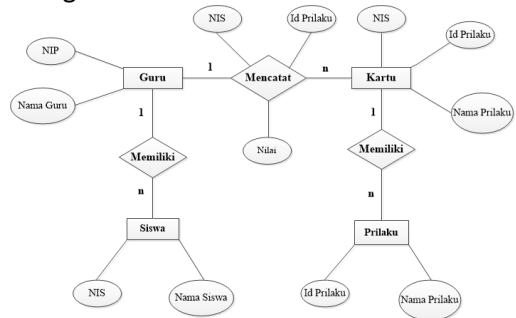 NIS
Id Prilaku
NIS
Id Prilaku
NIP
Guru
1
Mencatat
n
Kartu
Nama Guru
Nama Prilaku
1
1
Nilai
Memiliki
Memiliki
n
n
Siswa
Prilaku
NIS
Nama Siswa
Id Prilaku
Nama Prilaku